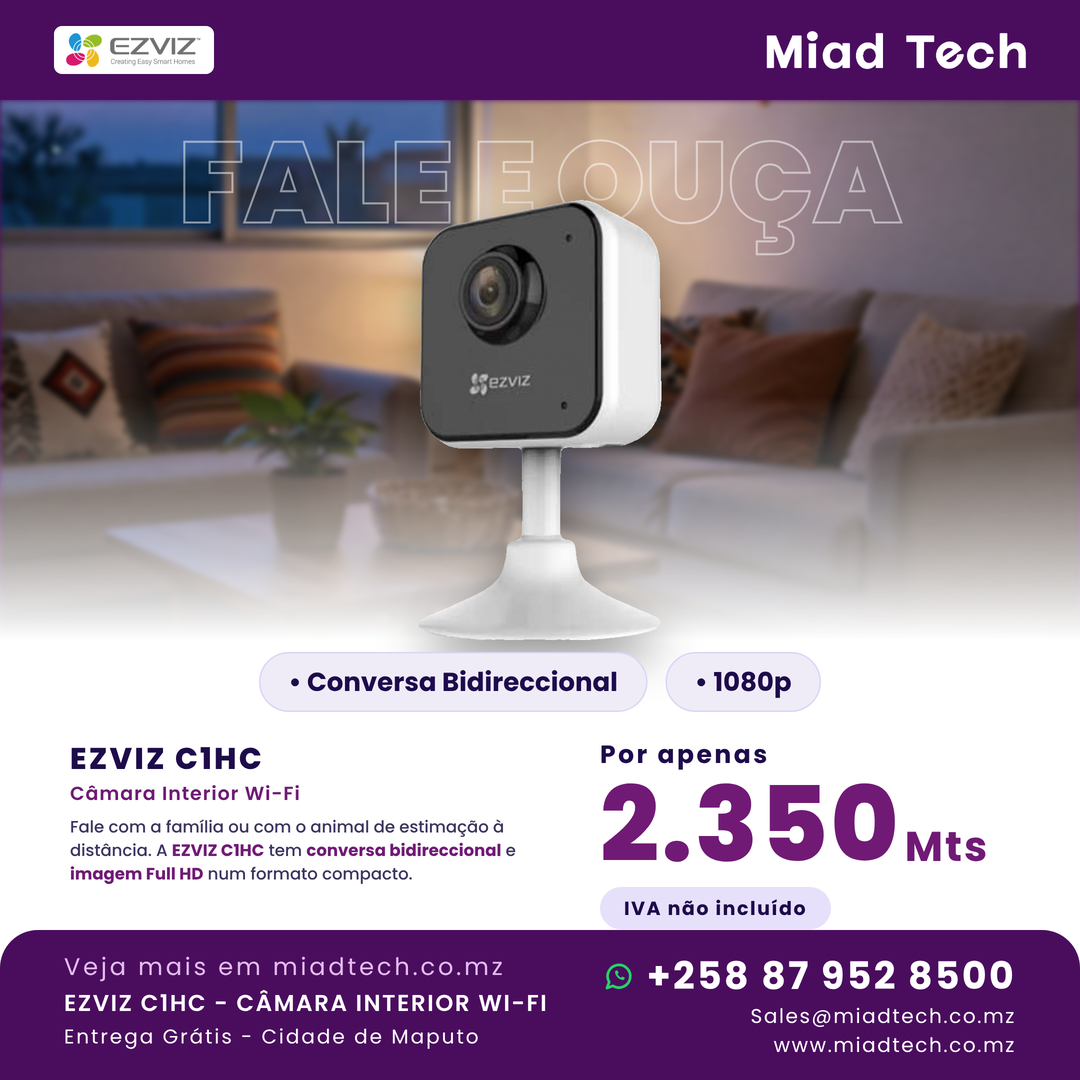 EZVIZ™
Creating Easy Smart Homes
Miad Tech
FALE E OUÇA
ezviz
• Conversa Bidireccional
• 1080p
EZVIZ C1HC
Câmara Interior Wi-Fi
Fale com a família ou com o animal de estimação à
distância. A EZVIZ C1HC tem conversa bidireccional e
imagem Full HD num formato compacto.
Por apenas
2.350 Mts
IVA não incluído
Veja mais em miadtech.co.mz
EZVIZ C1HC - CÂMARA INTERIOR WI-FI
Entrega Grátis - Cidade de Maputo
+258 87 952 8500
Sales@miadtech.co.mz
www.miadtech.co.mz